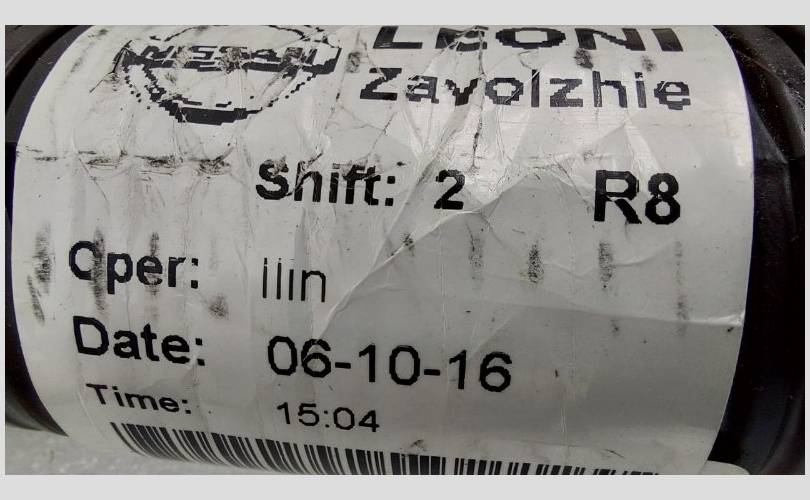 NISSAN
LEONI
Zavolzhie
Shift: 2 R8
Oper: ilin
Date: 06-10-16
Time: 15:04